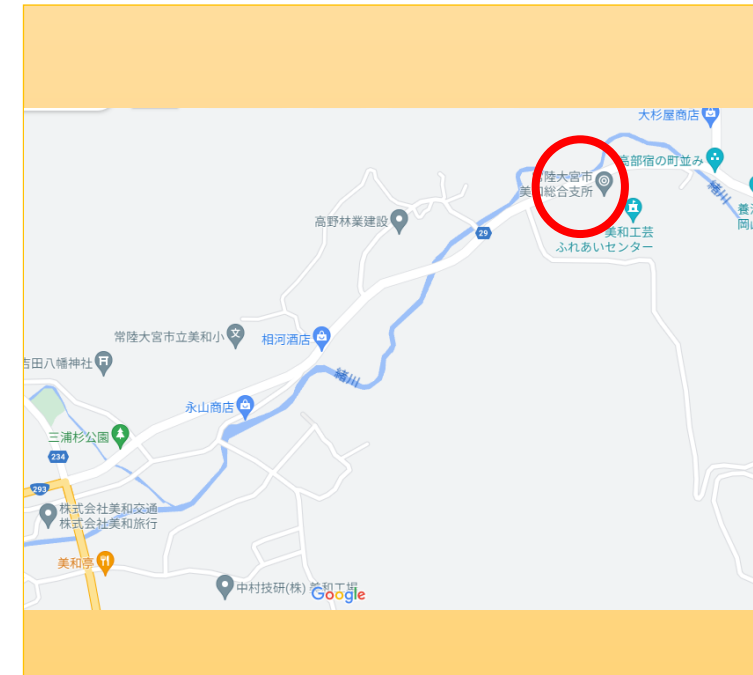 大杉屋商店
高部宿の町並み
常陸大宮市
美和総合支所
緒川
美和工芸
ふれあいセンター
高野林業建設
29
常陸大宮市立美和小
相河酒店
吉田八幡神社
緒川
永山商店
三浦杉公園
234
293
株式会社美和交通
株式会社美和旅行
美和亭
中村技研(株) 美和工場
Google